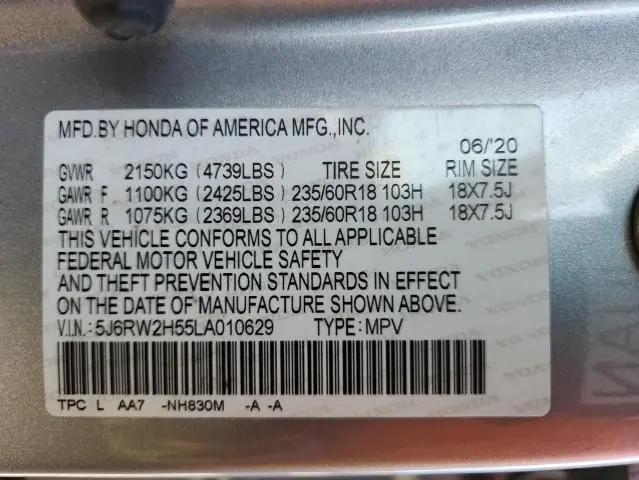 MFD.BY HONDA OF AMERICA MFG.,INC.
06/'20
GVWR 2150KG (4739LBS) TIRE SIZE RIM SIZE
GAWR F 1100KG (2425LBS) 235/60R18 103H 18X7.5J
GAWR R 1075KG (2369LBS) 235/60R18 103H 18X7.5J
THIS VEHICLE CONFORMS TO ALL APPLICABLE
FEDERAL MOTOR VEHICLE SAFETY
AND THEFT PREVENTION STANDARDS IN EFFECT
ON THE DATE OF MANUFACTURE SHOWN ABOVE.
V.I.N.:5J6RW2H55LA010629 TYPE:MPV
TPC L AA7 -NH830M -A -A